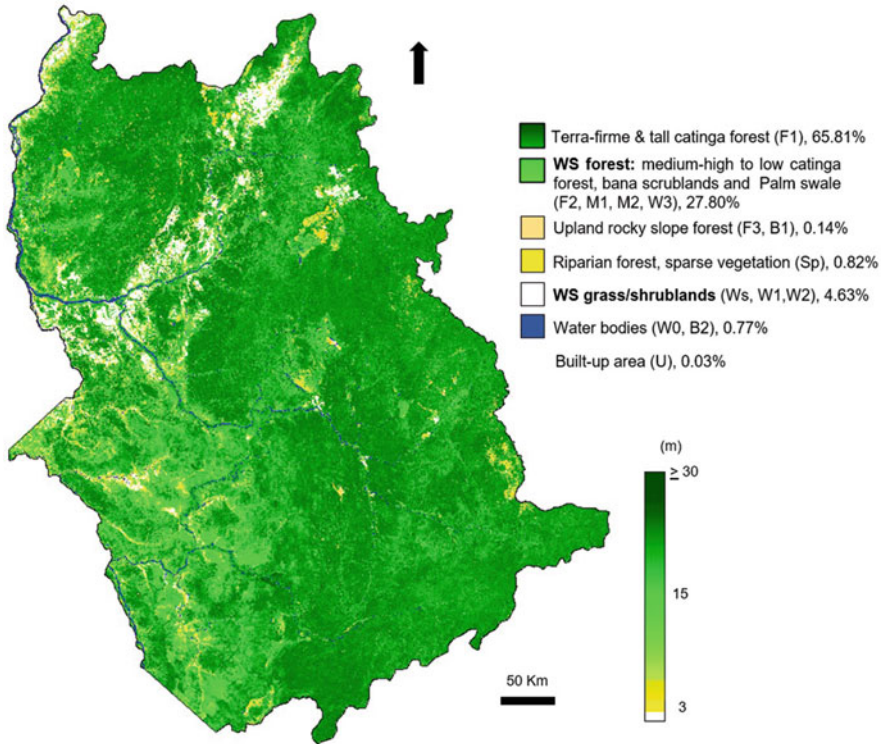 Terra-firme & tall catinga forest (F1), 65.81%
WS forest: medium-high to low catinga
forest, bana scrublands and Palm swale
(F2, M1, M2, W3), 27.80%
Upland rocky slope forest (F3, B1), 0.14%
Riparian forest, sparse vegetation (Sp), 0.82%
WS grass/shrublands (Ws, W1,W2), 4.63%
Water bodies (W0, B2), 0.77%
Built-up area (U), 0.03%
(m)
≥ 30
15
3
50 Km